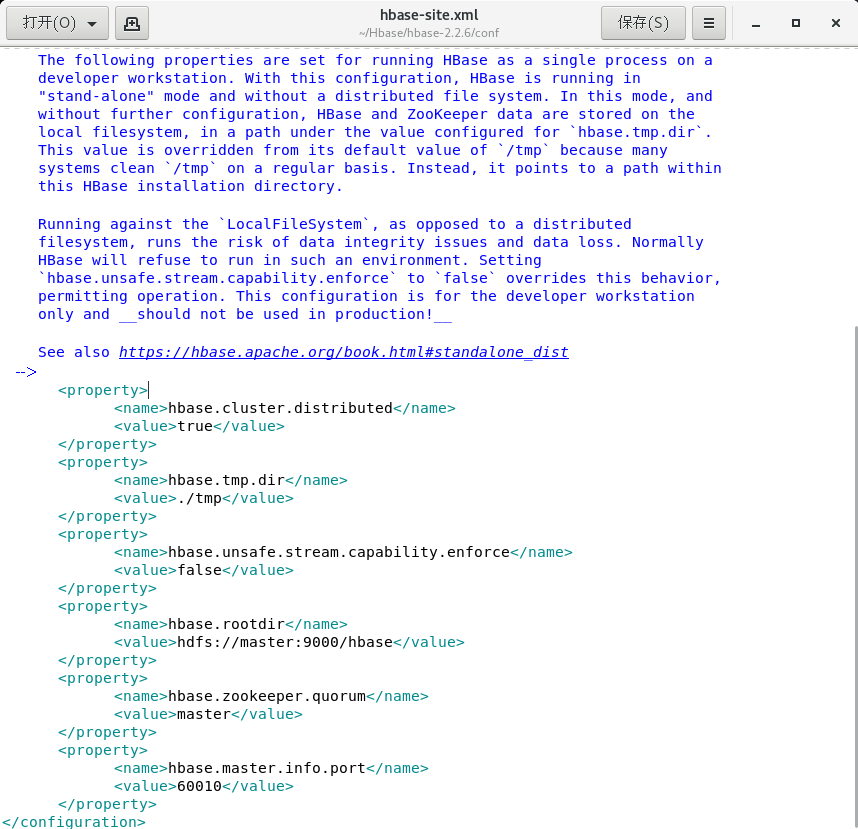 打开(O)
hbase-site.xml
~/Hbase/hbase-2.2.6/conf
保存(S)
The following properties are set for running HBase as a single process on a
developer workstation. With this configuration, HBase is running in
"stand-alone" mode and without a distributed file system. In this mode, and
without further configuration, HBase and ZooKeeper data are stored on the
local filesystem, in a path under the value configured for `hbase.tmp.dir`.
This value is overridden from its default value of `/tmp` because many
systems clean `/tmp` on a regular basis. Instead, it points to a path within
this HBase installation directory.
Running against the `LocalFileSystem`, as opposed to a distributed
filesystem, runs the risk of data integrity issues and data loss. Normally
HBase will refuse to run in such an environment. Setting
`hbase.unsafe.stream.capability.enforce` to `false` overrides this behavior,
permitting operation. This configuration is for the developer workstation
only and __should not be used in production!__
See also https://hbase.apache.org/book.html#standalone_dist
-->
<property>
<name>hbase.cluster.distributed</name>
<value>true</value>
</property>
<property>
<name>hbase.tmp.dir</name>
<value>./tmp</value>
</property>
<property>
<name>hbase.unsafe.stream.capability.enforce</name>
<value>false</value>
</property>
<property>
<name>hbase.rootdir</name>
<value>hdfs://master:9000/hbase</value>
</property>
<property>
<name>hbase.zookeeper.quorum</name>
<value>master</value>
</property>
<property>
<name>hbase.master.info.port</name>
<value>60010</value>
</property>
</configuration>